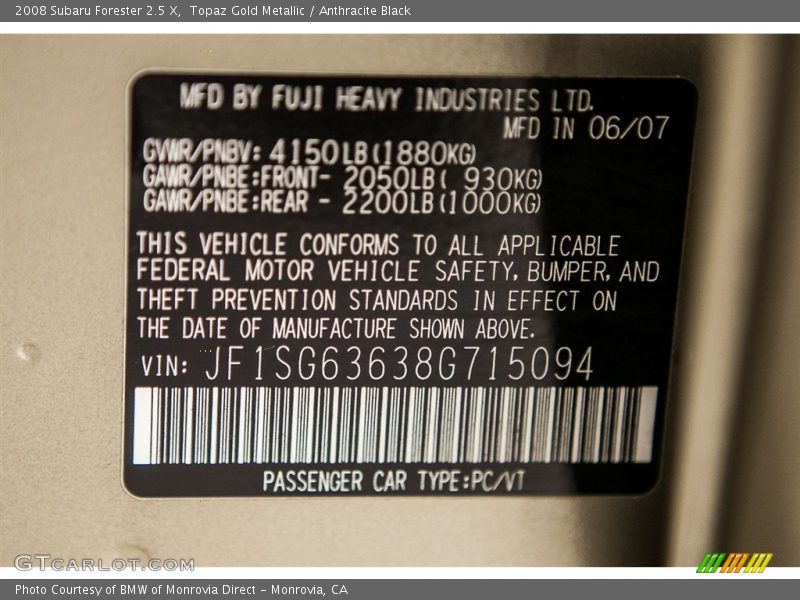 2008 Subaru Forester 2.5 X,  Topaz Gold Metallic / Anthracite Black
MFD BY FUJI HEAVY INDUSTRIES LTD.
MFD IN 06/07
GVWR/PNBV: 4150LB(1880KG)
GAWR/PNBE:FRONT- 2050LB( 930KG)
GAWR/PNBE:REAR - 2200LB(1000KG)
THIS VEHICLE CONFORMS TO ALL APPLICABLE
FEDERAL MOTOR VEHICLE SAFETY, BUMPER, AND
THEFT PREVENTION STANDARDS IN EFFECT ON
THE DATE OF MANUFACTURE SHOWN ABOVE.
VIN: JF1SG63638G715094
PASSENGER CAR TYPE:PC/VT
GTCARLOT.COM
Photo Courtesy of BMW of Monrovia Direct - Monrovia, CA